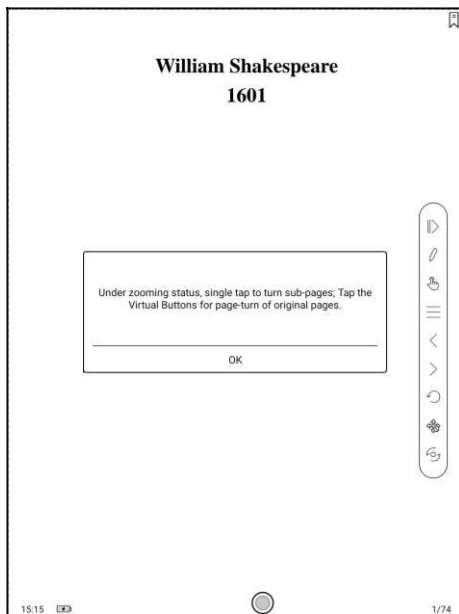 William Shakespeare
1601
Under zooming status, single tap to turn sub-pages; Tap the
Virtual Buttons for page-turn of original pages.
OK
15:15
1/74